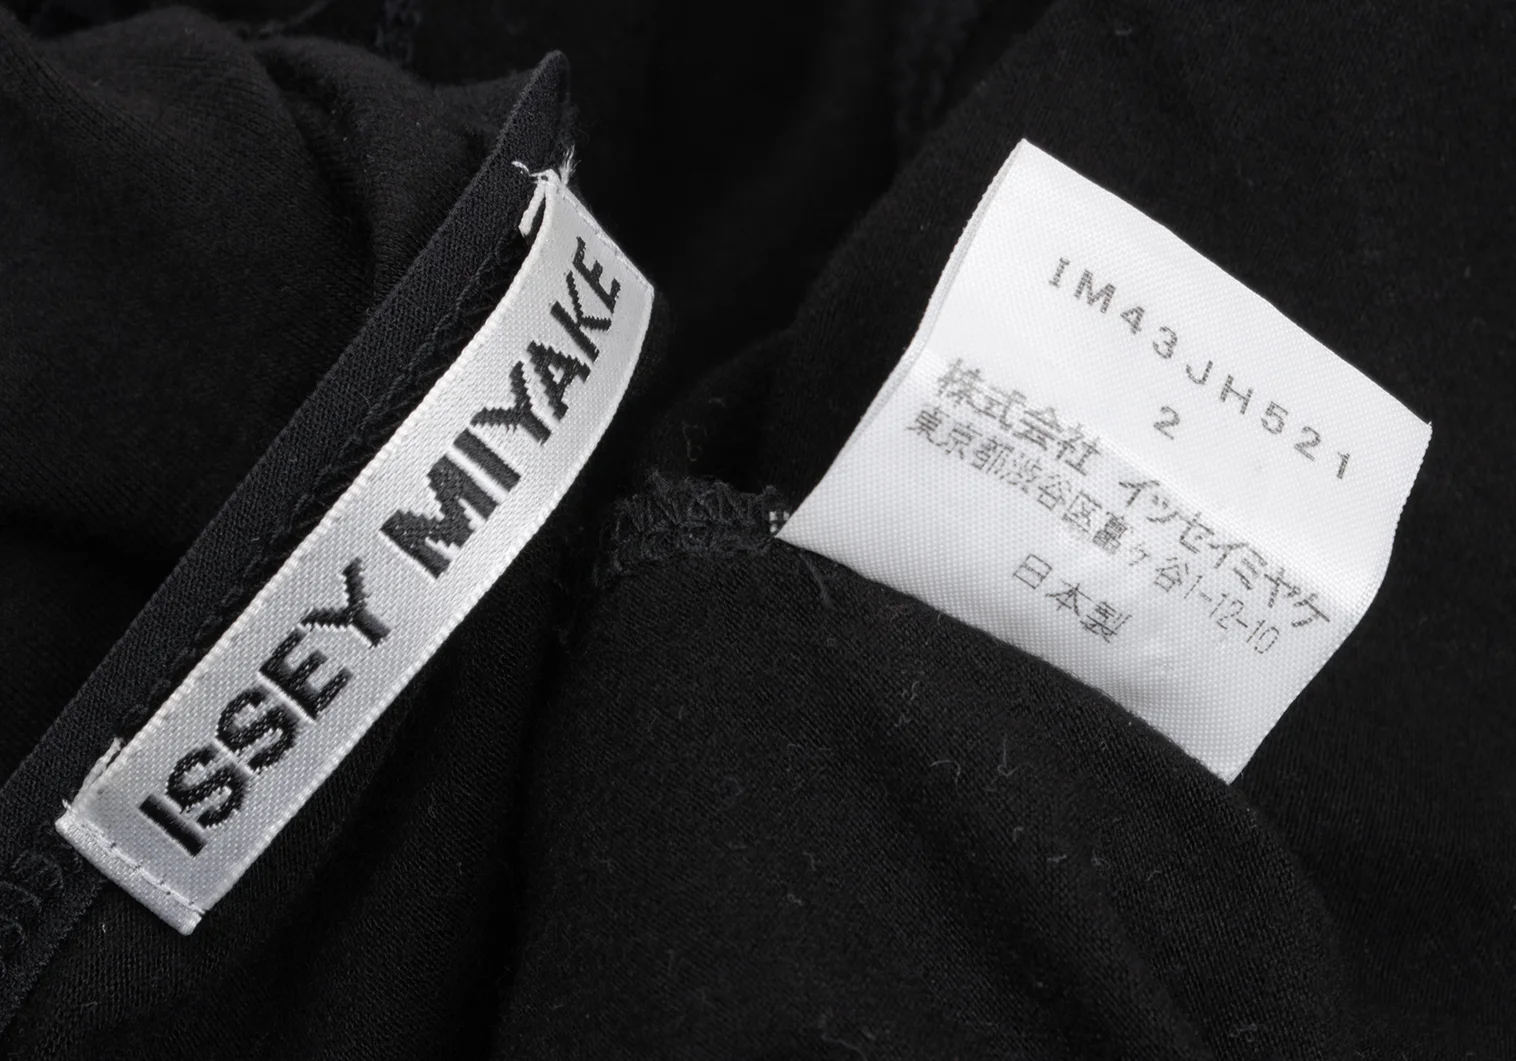 ISSEY MIYAKE
IM43JH521
2
株式会社 イッセイミヤケ
東京都渋谷区富ヶ谷1-12-10
日本製